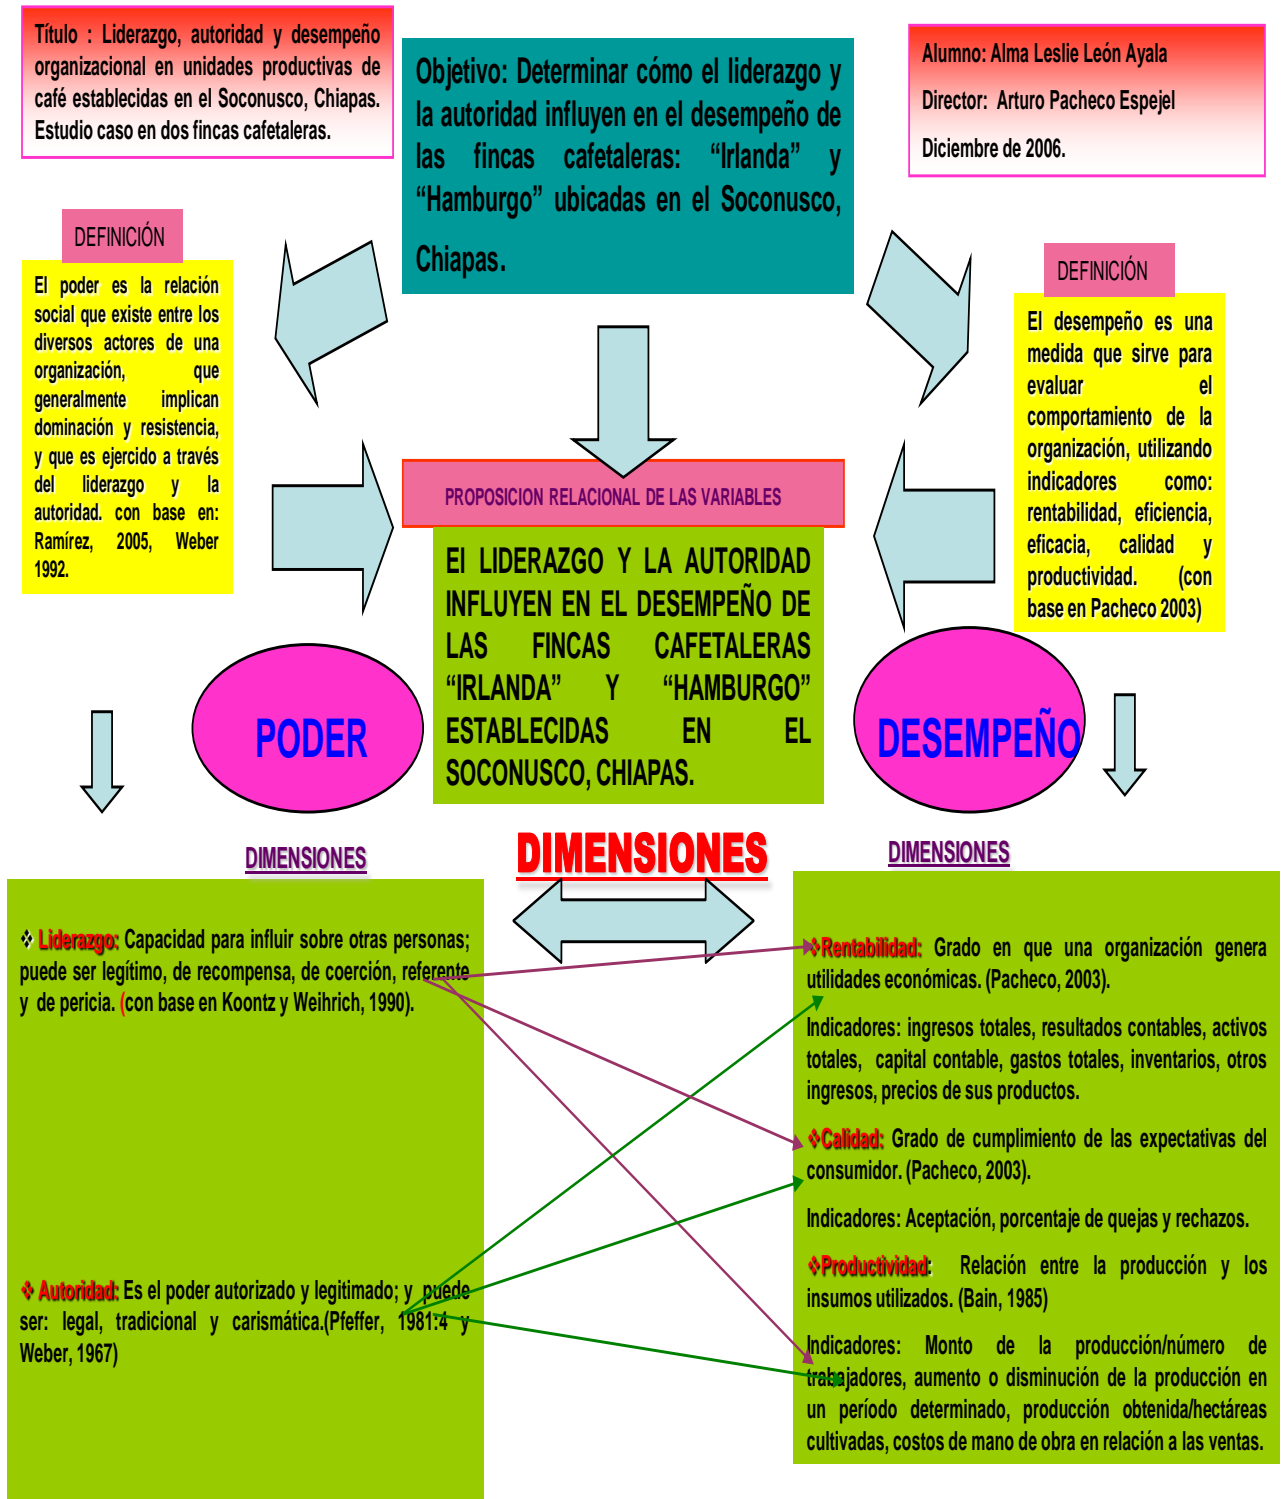 Título : Liderazgo, autoridad y desempeño
organizacional en unidades productivas de
café establecidas en el Soconusco, Chiapas.
Estudio caso en dos fincas cafetaleras.
Objetivo: Determinar cómo el liderazgo y
la autoridad influyen en el desempeño de
las fincas cafetaleras: “Irlanda” y
“Hamburgo” ubicadas en el Soconusco,
Chiapas.
Alumno: Alma Leslie León Ayala
Director: Arturo Pacheco Espejel
Diciembre de 2006.
DEFINICIÓN
El poder es la relación
social que existe entre los
diversos actores de una
organización, que
generalmente implican
dominación y resistencia,
y que es ejercido a través
del liderazgo y la
autoridad. con base en:
Ramírez, 2005, Weber
1992.
DEFINICIÓN
El desempeño es una
medida que sirve para
evaluar el
comportamiento de la
organización, utilizando
indicadores como:
rentabilidad, eficiencia,
eficacia, calidad y
productividad. (con
base en Pacheco 2003)
PROPOSICION RELACIONAL DE LAS VARIABLES
El LIDERAZGO Y LA AUTORIDAD
INFLUYEN EN EL DESEMPEÑO DE
LAS FINCAS CAFETALERAS
“IRLANDA” Y “HAMBURGO”
ESTABLECIDAS EN EL
SOCONUSCO, CHIAPAS.
PODER
DESEMPEÑO
DIMENSIONES
DIMENSIONES
DIMENSIONES
❖ Liderazgo: Capacidad para influir sobre otras personas;
puede ser legítimo, de recompensa, de coerción, referente
y de pericia. (con base en Koontz y Weihrich, 1990).
❖ Autoridad: Es el poder autorizado y legitimado; y puede
ser: legal, tradicional y carismática.(Pfeffer, 1981:4 y
Weber, 1967)
❖Rentabilidad: Grado en que una organización genera
utilidades económicas. (Pacheco, 2003).
Indicadores: ingresos totales, resultados contables, activos
totales, capital contable, gastos totales, inventarios, otros
ingresos, precios de sus productos.
❖Calidad: Grado de cumplimiento de las expectativas del
consumidor. (Pacheco, 2003).
Indicadores: Aceptación, porcentaje de quejas y rechazos.
❖Productividad: Relación entre la producción y los
insumos utilizados. (Bain, 1985)
Indicadores: Monto de la producción/número de
trabajadores, aumento o disminución de la producción en
un período determinado, producción obtenida/hectáreas
cultivadas, costos de mano de obra en relación a las ventas.